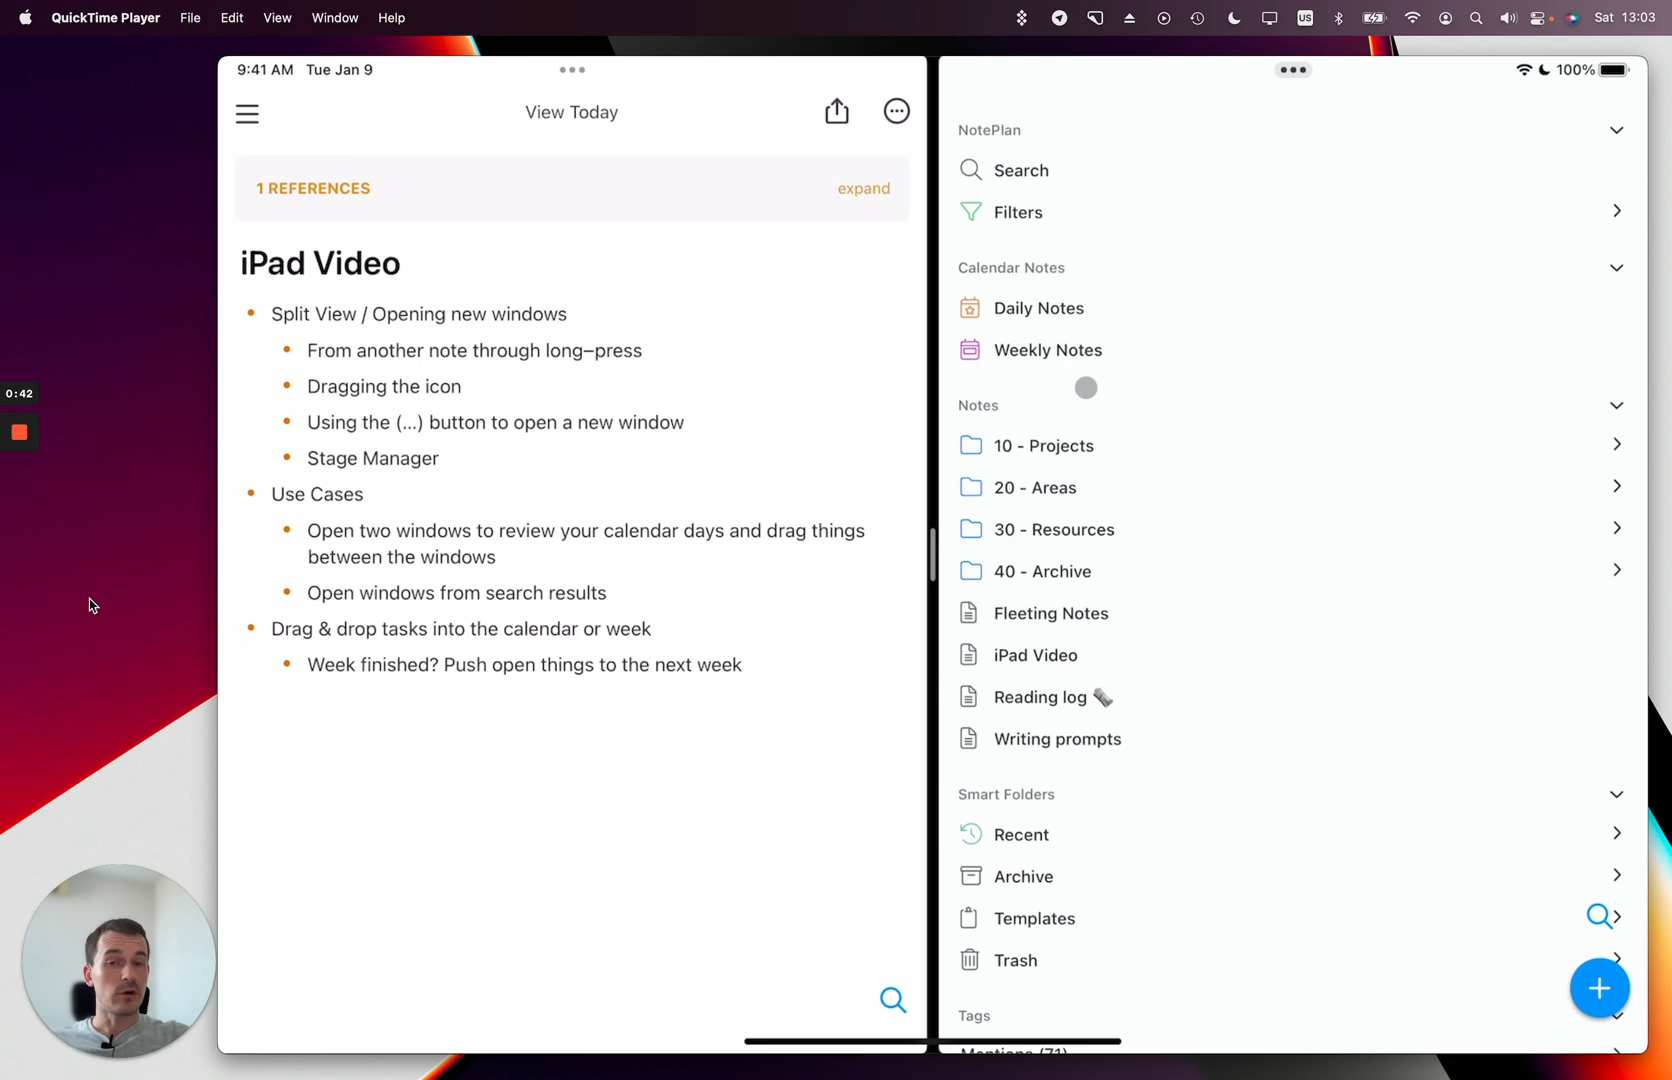 QuickTime Player File Edit View Window Help
US
Sat 13:03
9:41 AM Tue Jan 9
100%
View Today
1 REFERENCES
expand
iPad Video
• Split View / Opening new windows
• From another note through long–press
• Dragging the icon
• Using the (...) button to open a new window
• Stage Manager
• Use Cases
• Open two windows to review your calendar days and drag things
between the windows
• Open windows from search results
• Drag & drop tasks into the calendar or week
• Week finished? Push open things to the next week
0:42
NotePlan
Search
Filters
Calendar Notes
Daily Notes
Weekly Notes
Notes
10 - Projects
20 - Areas
30 - Resources
40 - Archive
Fleeting Notes
iPad Video
Reading log 🗞️
Writing prompts
Smart Folders
Recent
Archive
Templates
Trash
Tags
Mentions (71)